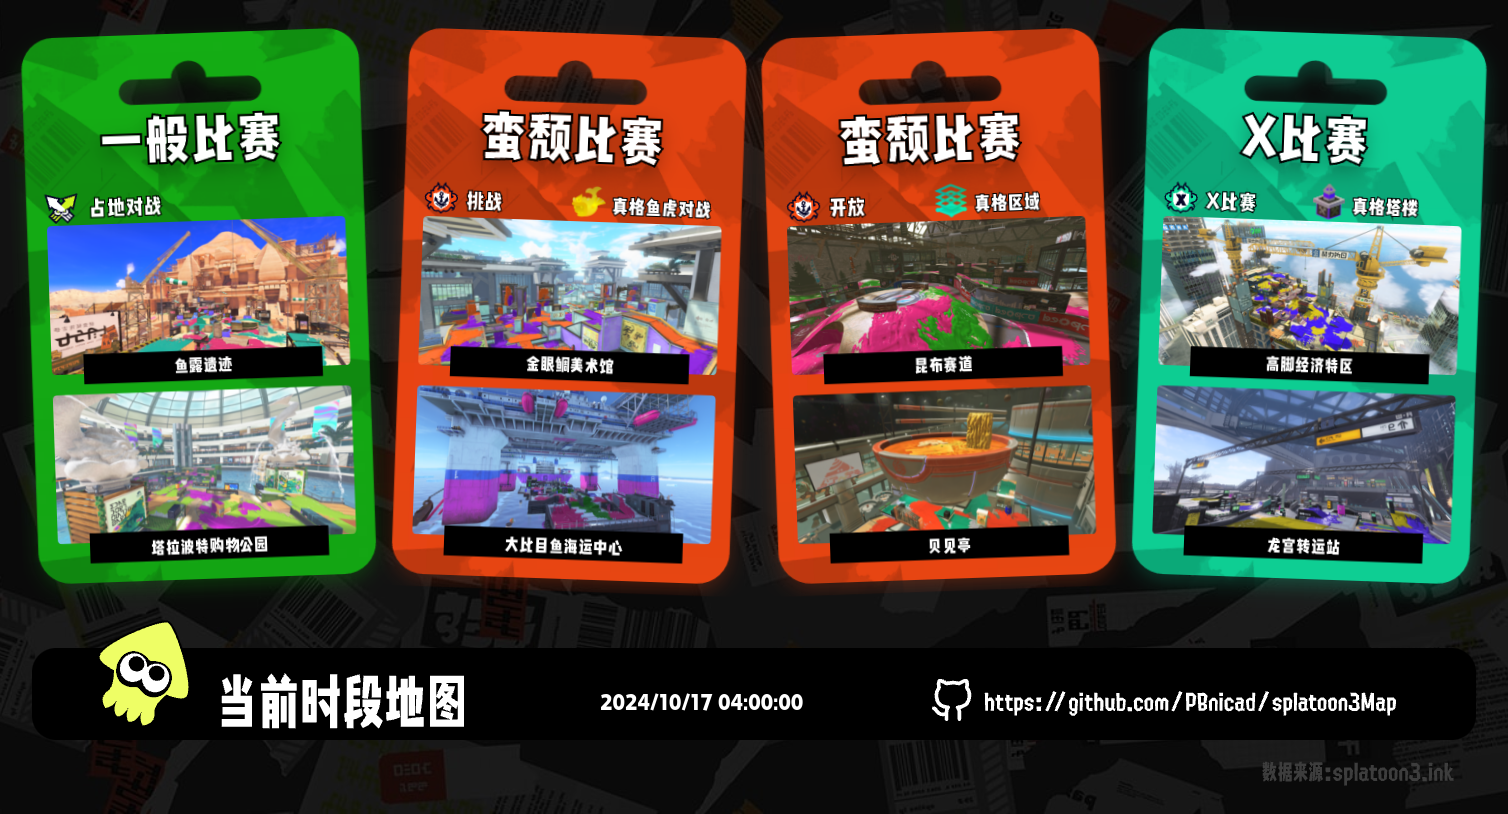 一般比赛
占地对战
鱼露遗迹
塔拉波特购物公园
蛮颓比赛
挑战
真格鱼虎对战
金眼鲷美术馆
大比目鱼海运中心
蛮颓比赛
开放
真格区域
昆布赛道
贝见亭
X比赛
X比赛
真格塔楼
高脚经济特区
龙宫转运站
当前时段地图
2024/10/17 04:00:00
https://github.com/PBnicad/splatoon3Map
数据来源:splatoon3.ink